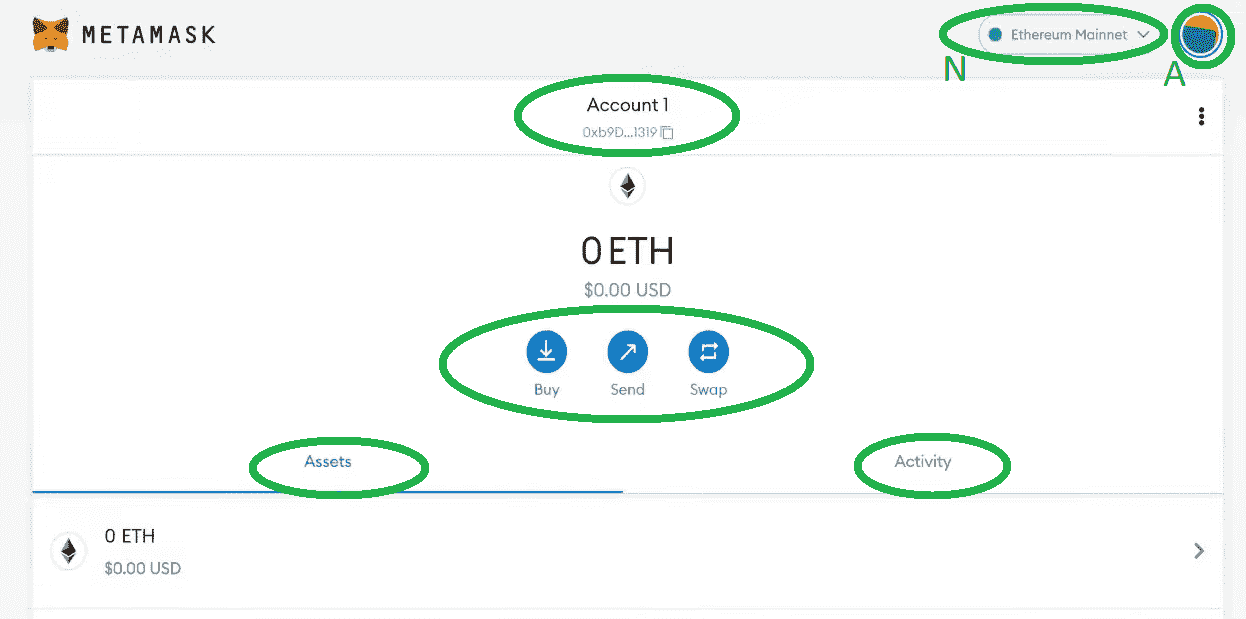 METAMASK
Ethereum Mainnet
N
A
Account 1
0xb9D...1319
0 ETH
$0.00 USD
Buy Send Swap
Assets Activity
0 ETH
$0.00 USD